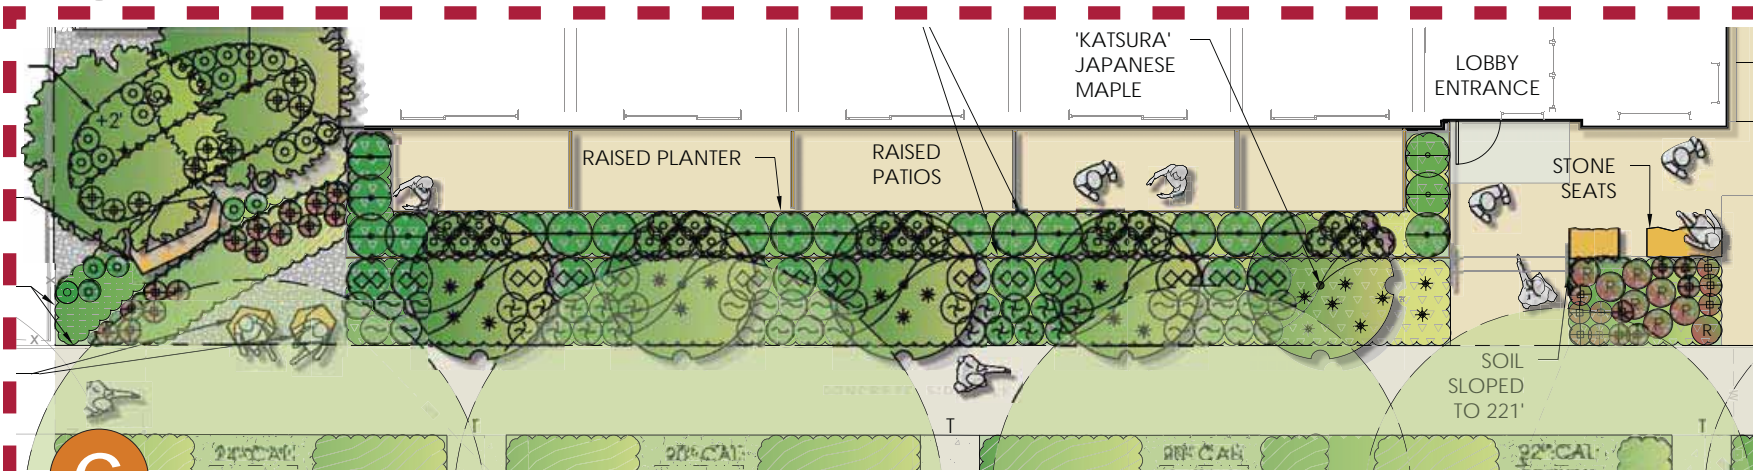 'KATSURA'
JAPANESE
MAPLE
LOBBY
ENTRANCE
+2'
RAISED PLANTER
RAISED
PATIOS
STONE
SEATS
R
R
R
R
R
R
R
R
X
SOIL
SLOPED
TO 221'
T
T
T
C